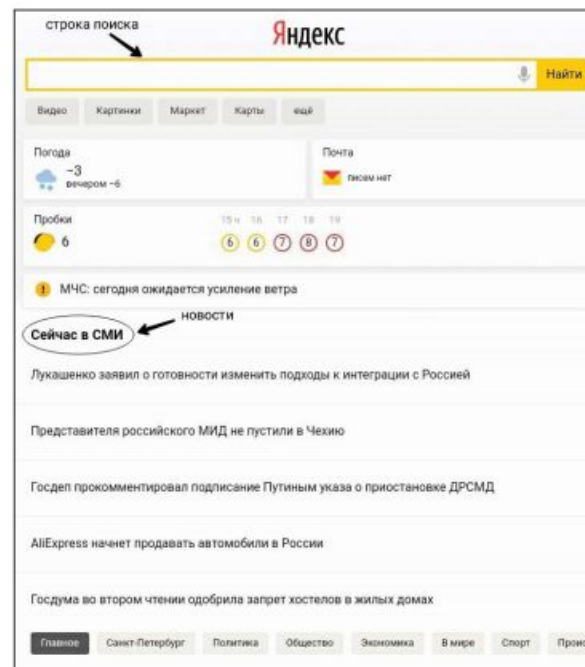 строка поиска
Яндекс
Найти
Видео Картинки Маркет Карты ещё
Погода
−3
вечером −6
Почта
писем нет
Пробки
6
15 ч 16 17 18 19
6 6 7 8 7
! МЧС: сегодня ожидается усиление ветра
новости
Сейчас в СМИ
Лукашенко заявил о готовности изменить подходы к интеграции с Россией
Представителя российского МИД не пустили в Чехию
Госдеп прокомментировал подписание Путиным указа о приостановке ДРСМД
AliExpress начнет продавать автомобили в России
Госдума во втором чтении одобрила запрет хостелов в жилых домах
Главное Санкт-Петербург Политика Общество Экономика В мире Спорт Проис